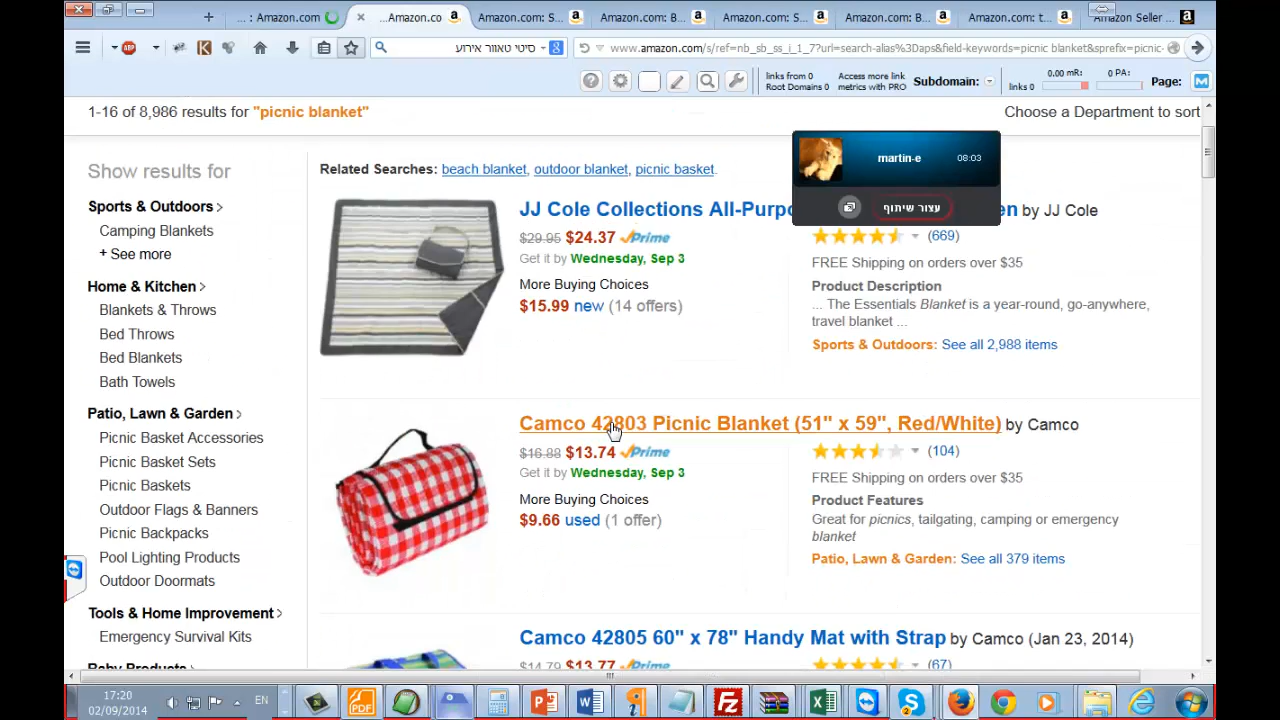 : Amazon.com
...Amazon.co
Amazon.com: S...
Amazon.com: B...
Amazon.com: S...
Amazon.com: B...
Amazon.com: t...
Amazon Seller ...
ABP
K
סיטי טאוור אירוע
8
www.amazon.com/s/ref=nb_sb_ss_i_1_7?url=search-alias%3Daps&field-keywords=picnic blanket&sprefix=picnic
links from 0
Root Domains 0
Access more link
metrics with PRO
Subdomain:
0.00 mR:
links 0
0 PA:
Page:
M
1-16 of 8,986 results for "picnic blanket"
Choose a Department to sort
martin-e
08:03
עצור שיתוף
Show results for
Sports & Outdoors
Camping Blankets
+ See more
Home & Kitchen
Blankets & Throws
Bed Throws
Bed Blankets
Bath Towels
Patio, Lawn & Garden
Picnic Basket Accessories
Picnic Basket Sets
Picnic Baskets
Outdoor Flags & Banners
Picnic Backpacks
Pool Lighting Products
Outdoor Doormats
Tools & Home Improvement
Emergency Survival Kits
Baby Products
Related Searches: beach blanket, outdoor blanket, picnic basket.
JJ Cole Collections All-Purpo en by JJ Cole
$29.95 $24.37 Prime
Get it by Wednesday, Sep 3
More Buying Choices
$15.99 new (14 offers)
(669)
FREE Shipping on orders over $35
Product Description
... The Essentials Blanket is a year-round, go-anywhere,
travel blanket ...
Sports & Outdoors: See all 2,988 items
Camco 42803 Picnic Blanket (51" x 59", Red/White) by Camco
$16.88 $13.74 Prime
Get it by Wednesday, Sep 3
More Buying Choices
$9.66 used (1 offer)
(104)
FREE Shipping on orders over $35
Product Features
Great for picnics, tailgating, camping or emergency
blanket
Patio, Lawn & Garden: See all 379 items
Camco 42805 60" x 78" Handy Mat with Strap by Camco (Jan 23, 2014)
$14.79 $13.77 Prime
(67)
17:20
02/09/2014
EN
PDF
P
W
Fz
X
S
2